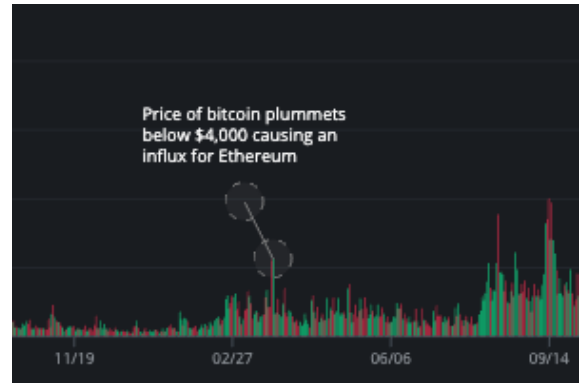 Price of bitcoin plummets
below $4,000 causing an
influx for Ethereum
11/19
02/27
06/06
09/14